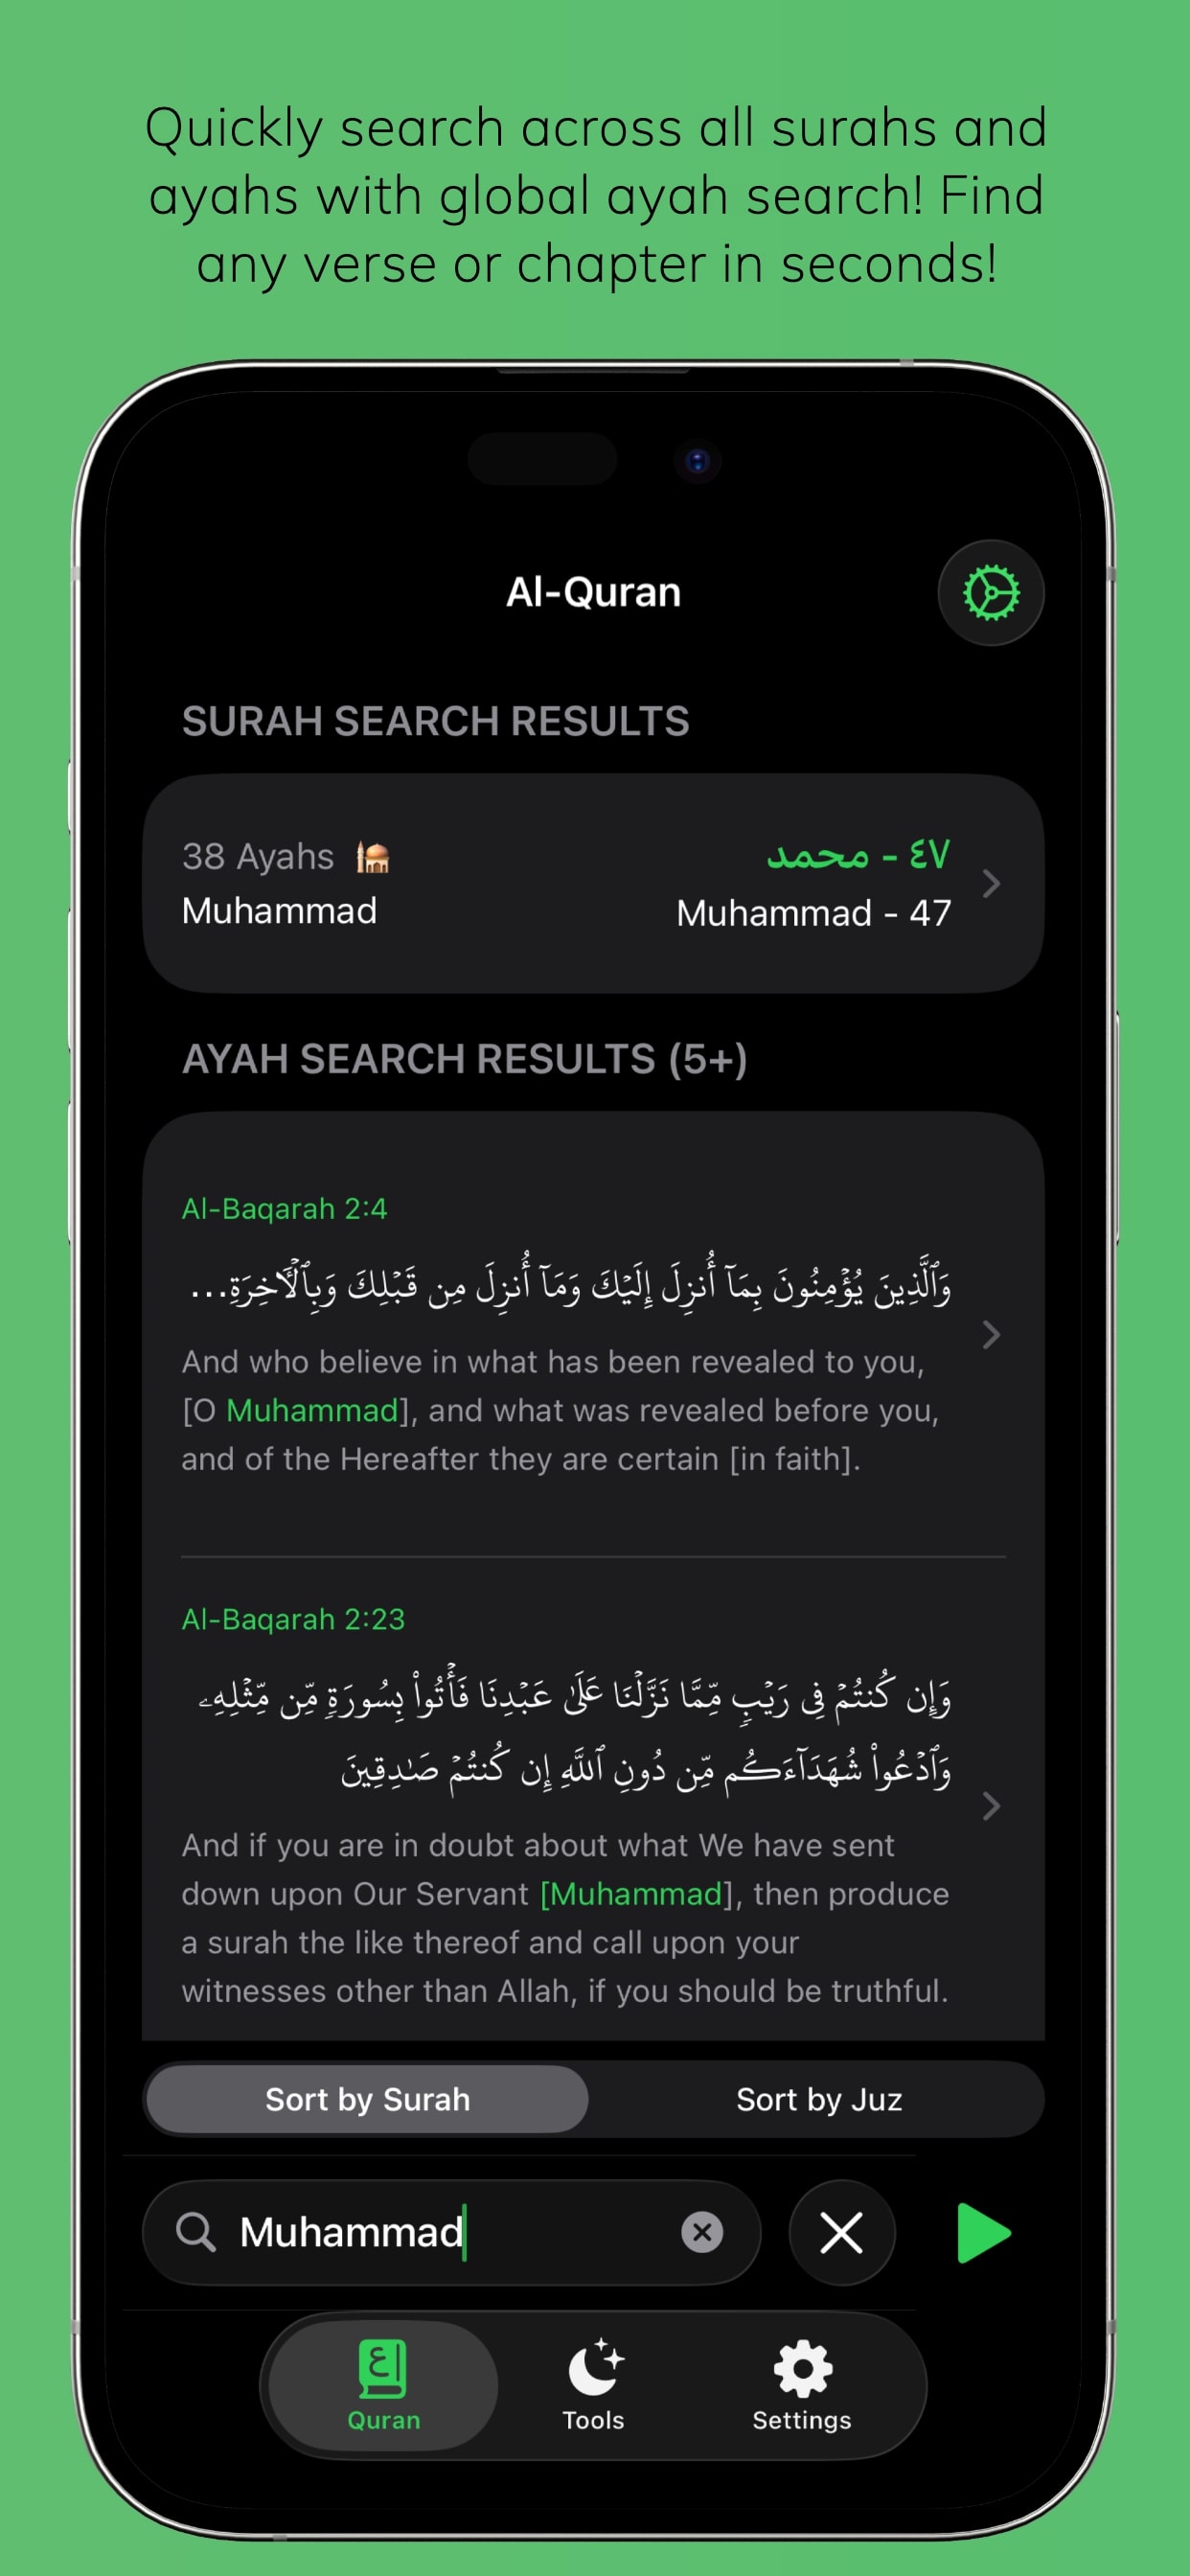 Quickly search across all surahs and
ayahs with global ayah search! Find
any verse or chapter in seconds!
Al-Quran
SURAH SEARCH RESULTS
38 Ayahs
٤٧ - محمد
Muhammad
Muhammad - 47
AYAH SEARCH RESULTS (5+)
Al-Baqarah 2:4
وَٱلَّذِينَ يُؤۡمِنُونَ بِمَآ أُنزِلَ إِلَيۡكَ وَمَآ أُنزِلَ مِن قَبۡلِكَ وَبِٱلۡأٓخِرَةِ...
And who believe in what has been revealed to you,
[O Muhammad], and what was revealed before you,
and of the Hereafter they are certain [in faith].
Al-Baqarah 2:23
وَإِن كُنتُمۡ فِي رَيۡبٖ مِّمَّا نَزَّلۡنَا عَلَىٰ عَبۡدِنَا فَأۡتُواْ بِسُورَةٖ مِّن مِّثۡلِهِۦ
وَٱدۡعُواْ شُهَدَآءَكُم مِّن دُونِ ٱللَّهِ إِن كُنتُمۡ صَٰدِقِينَ
And if you are in doubt about what We have sent
down upon Our Servant [Muhammad], then produce
a surah the like thereof and call upon your
witnesses other than Allah, if you should be truthful.
Sort by Surah
Sort by Juz
Muhammad
Quran
Tools
Settings